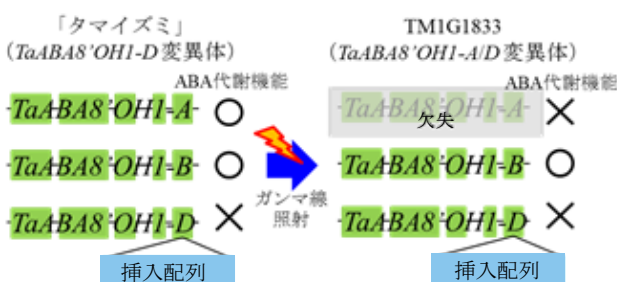 「タマイズミ」
(TaABA8’OH1-D 変異体)
ABA代謝機能
-TaABA8’OH1-A- ○
-TaABA8’OH1-B- ○
-TaABA8’OH1-D- ×
挿入配列
ガンマ線
照射
TM1G1833
(TaABA8’OH1-A/D 変異体)
ABA代謝機能
-TaABA8’OH1-A- ×
欠失
-TaABA8’OH1-B- ○
-TaABA8’OH1-D- ×
挿入配列